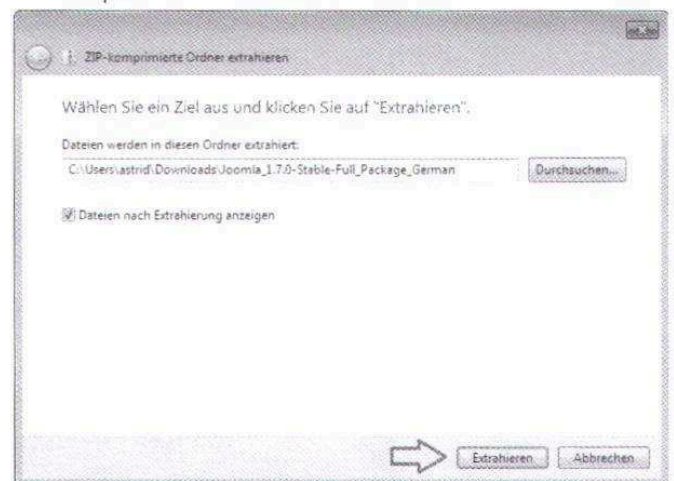 ZIP-komprimierte Ordner extrahieren
Wählen Sie ein Ziel aus und klicken Sie auf "Extrahieren".
Dateien werden in diesen Ordner extrahiert:
C:\Users\astrid\Downloads\Joomla_1.7.0-Stable-Full_Package_German
Durchsuchen...
Dateien nach Extrahierung anzeigen
Extrahieren
Abbrechen